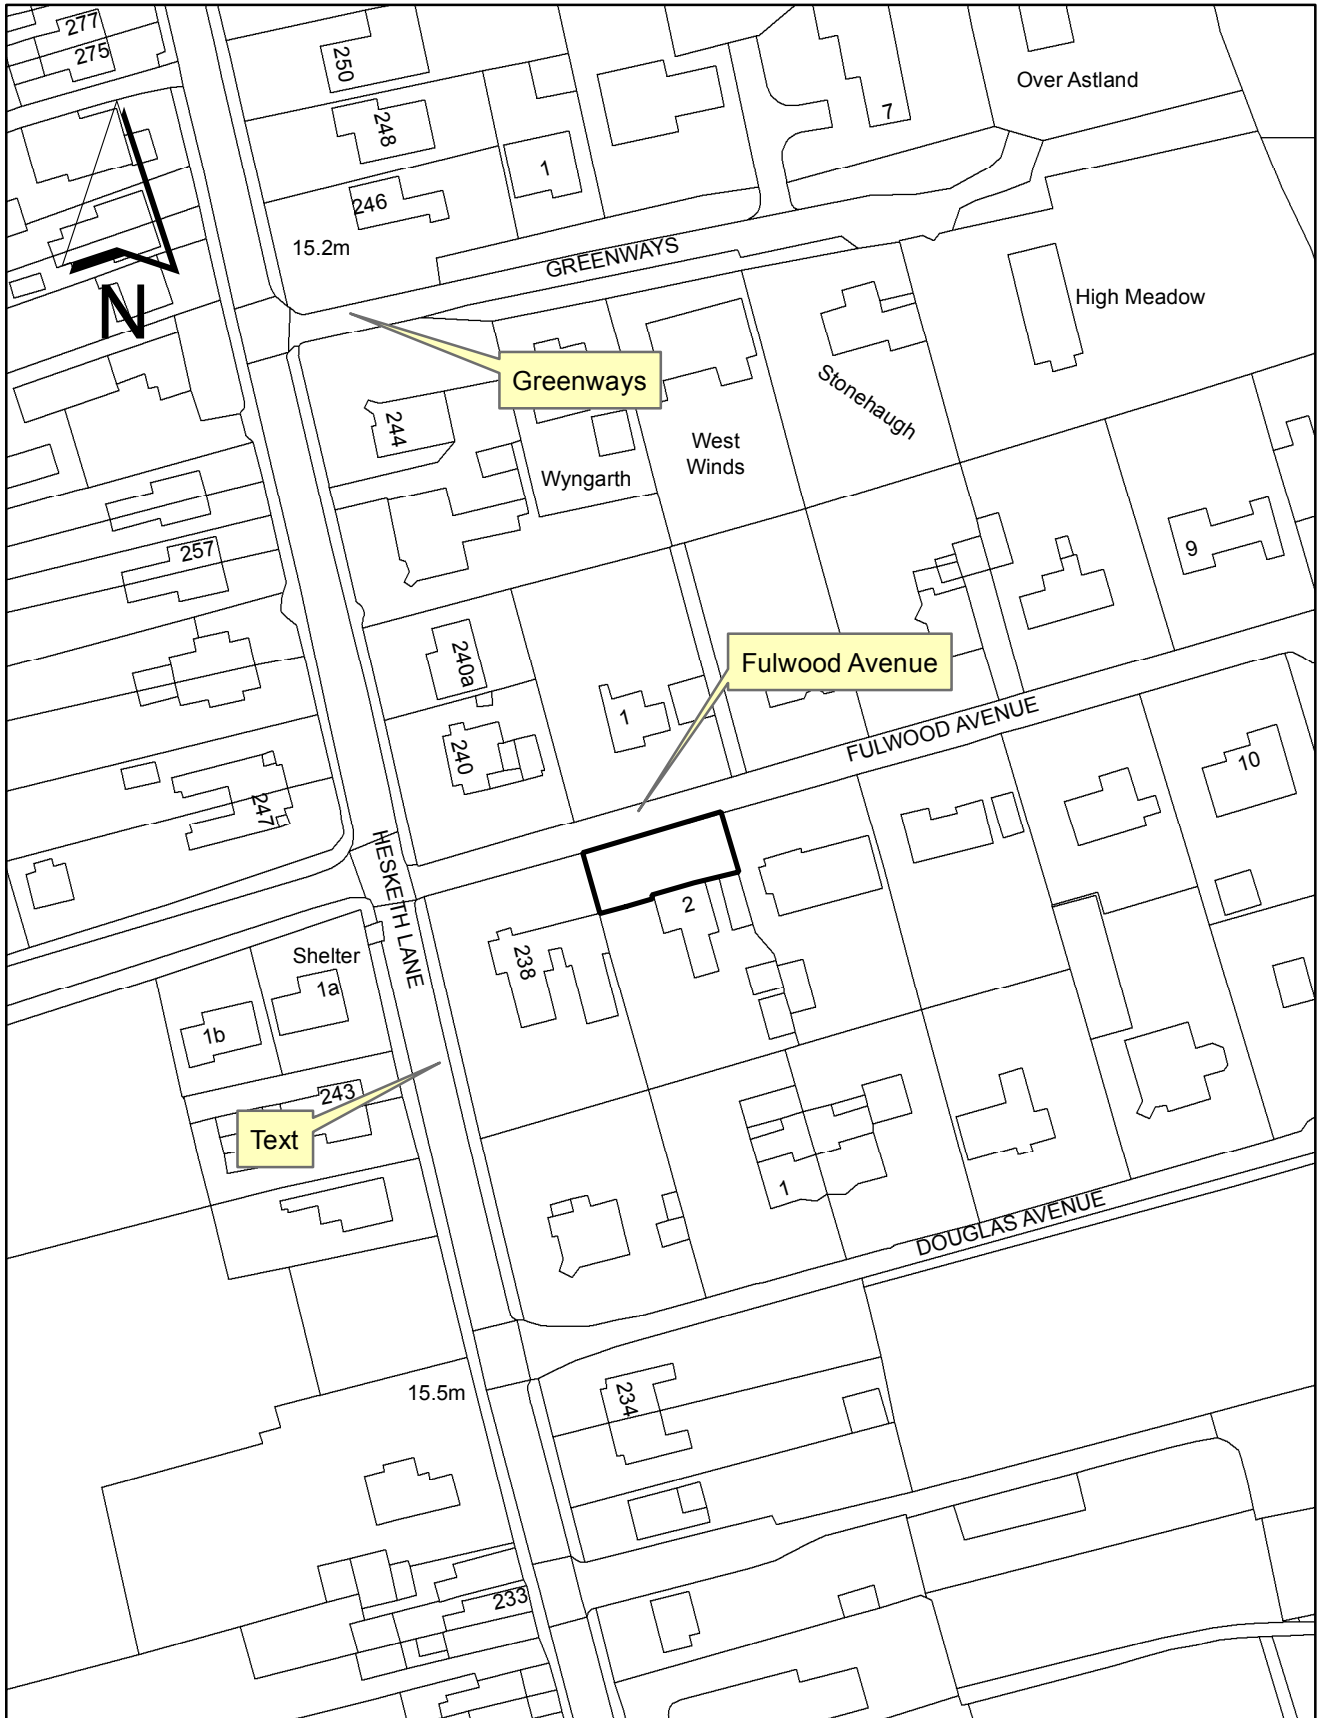 277
275
250
Over Astland
7
248
1
246
15.2m
GREENWAYS
N
High Meadow
Greenways
Stonehaugh
244
West
Winds
Wyngarth
257
9
Fulwood Avenue
240a
1
FULWOOD AVENUE
240
10
247
HESKETH LANE
2
Shelter
238
1a
1b
243
Text
1
DOUGLAS AVENUE
15.5m
234
233